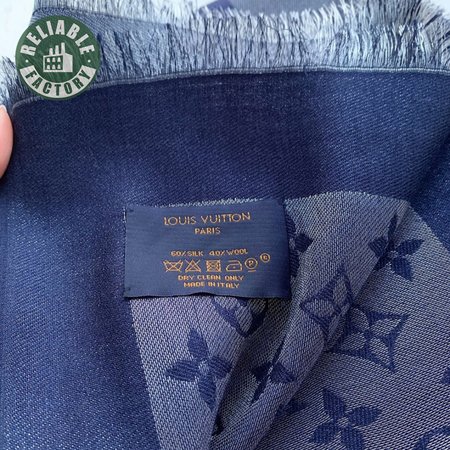 RELIABLE
FACTORY
LOUIS VUITTON
PARIS
60%SILK 40%WOOL
DRY CLEAN ONLY
MADE IN ITALY